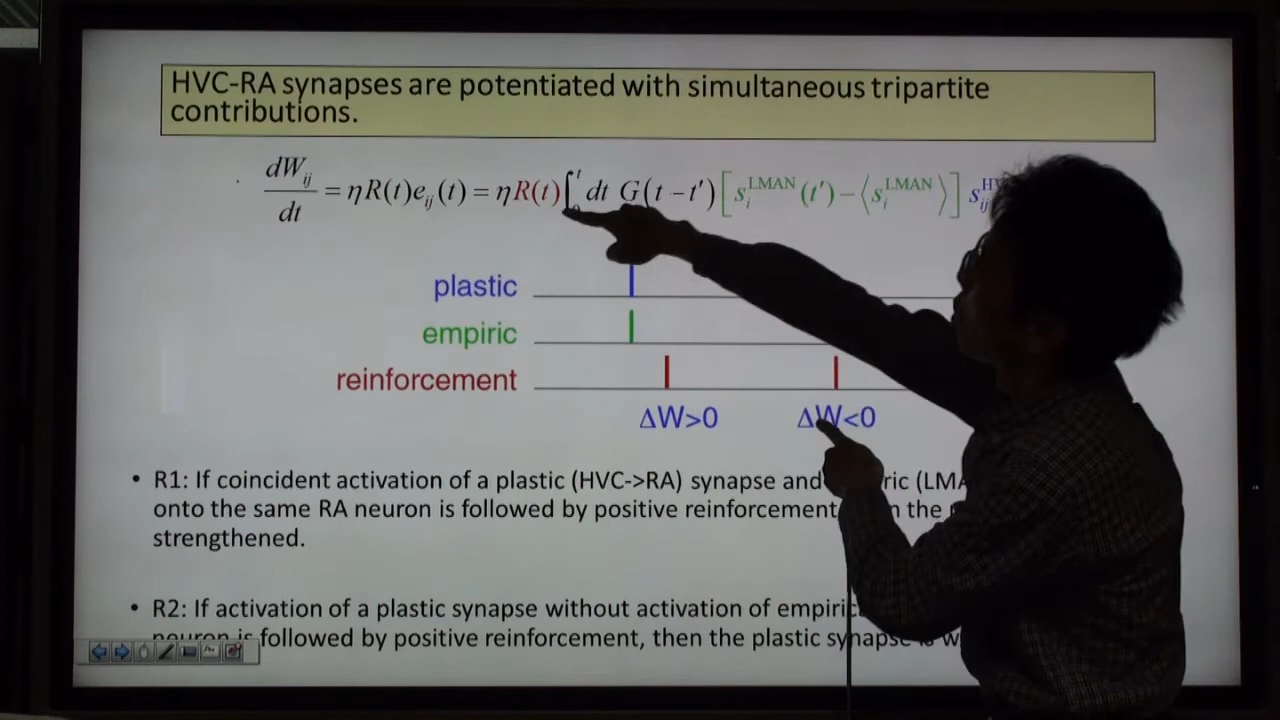 HVC-RA synapses are potentiated with simultaneous tripartite
contributions.
dW_ij/dt = ηR(t)e_ij(t) = ηR(t)∫^t dt G(t − t′)[s_i^LMAN (t′) − ⟨s_i^LMAN⟩] s_ij
plastic
empiric
reinforcement
ΔW>0 ΔW<0
• R1: If coincident activation of a plastic (HVC->RA) synapse and
onto the same RA neuron is followed by positive reinforcement, the
strengthened.
• R2: If activation of a plastic synapse without activation of
neuron is followed by positive reinforcement, then the plastic synapse is